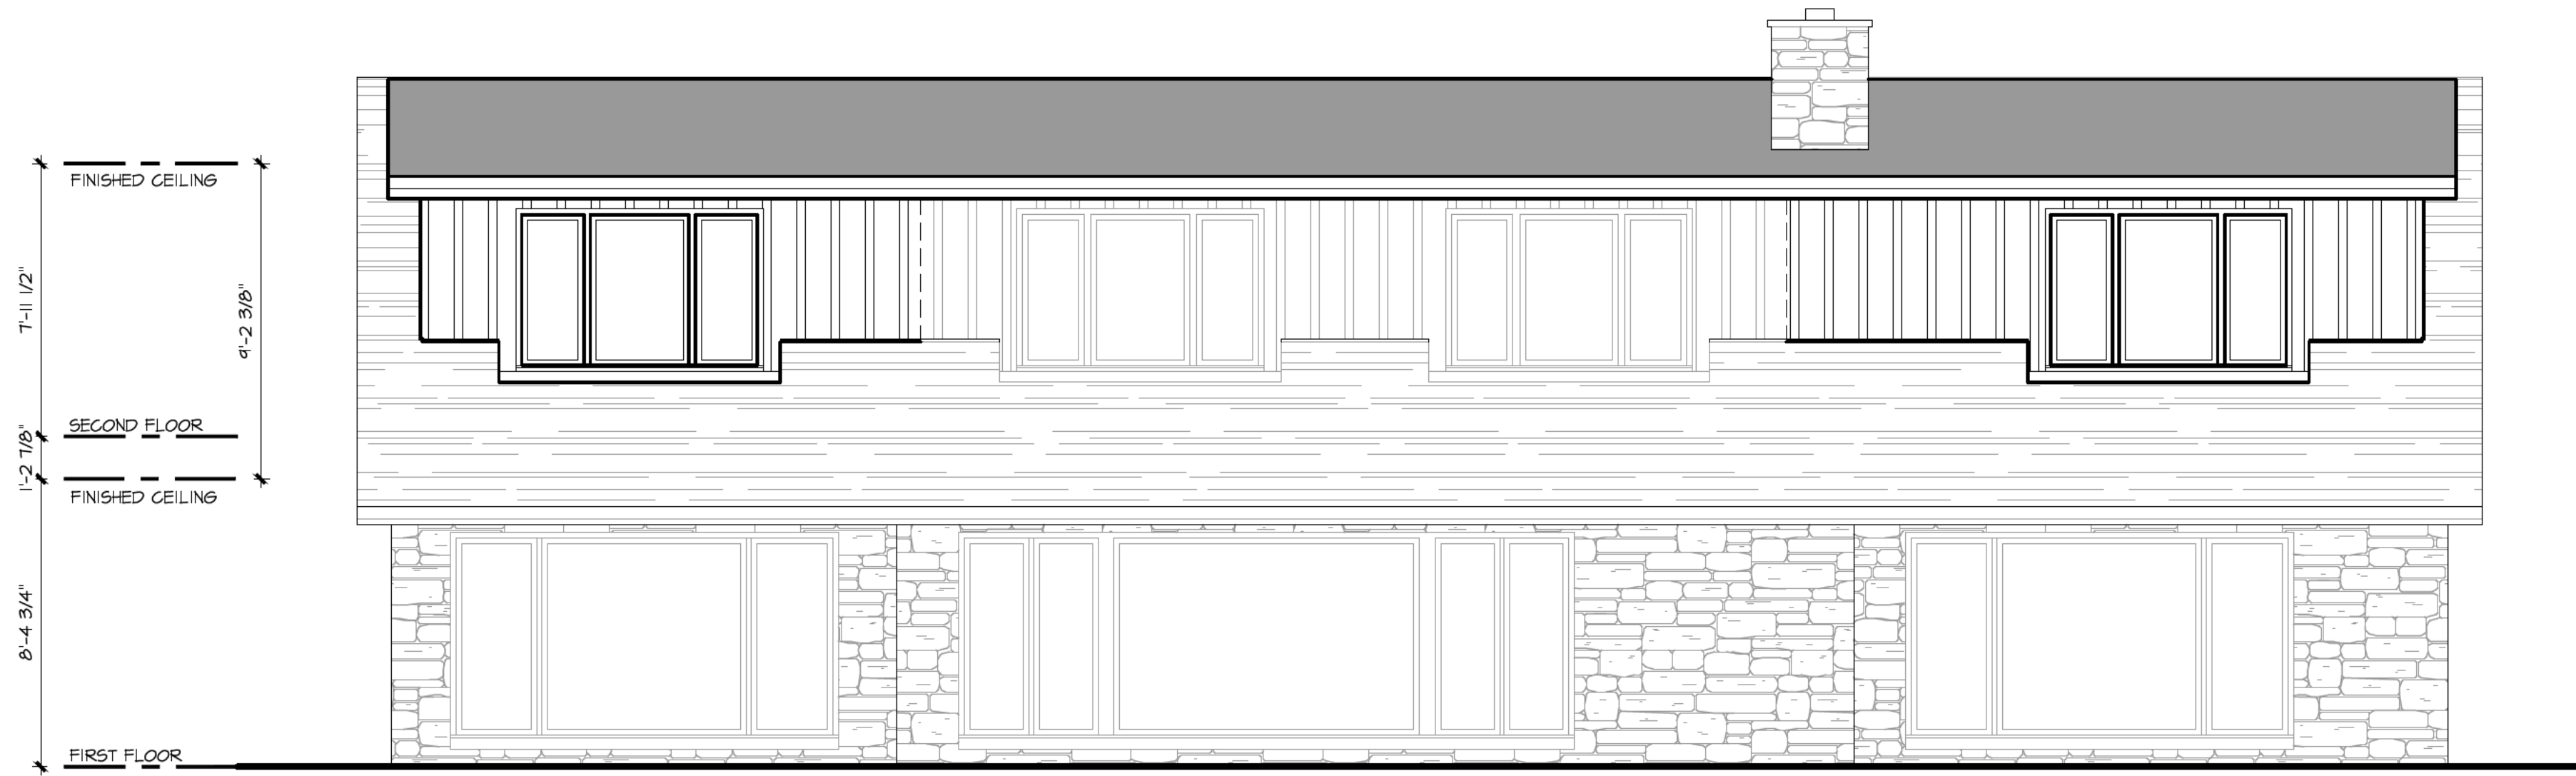 FINISHED CEILING
7'-11 1/2"
9'-2 3/8"
SECOND FLOOR
1'-2 7/8"
FINISHED CEILING
8'-4 3/4"
FIRST FLOOR